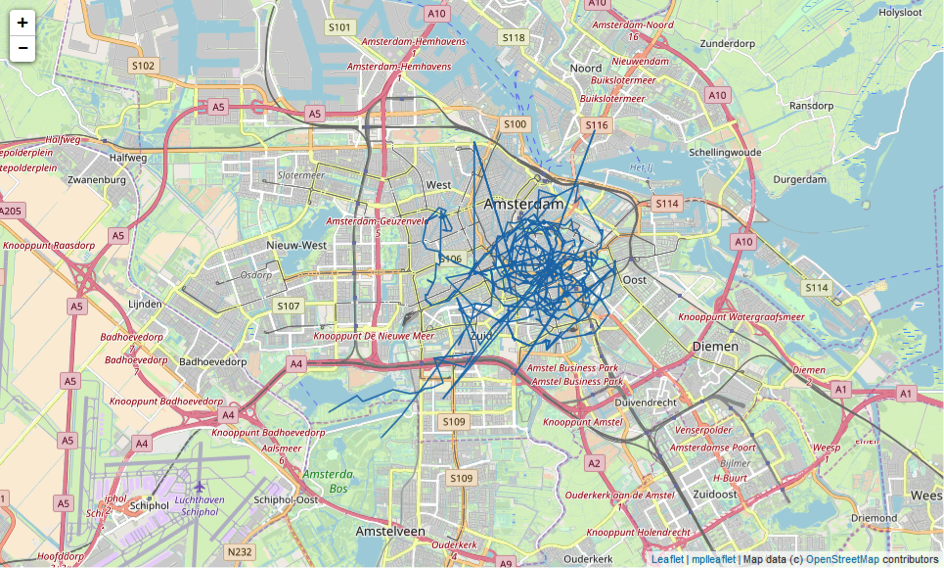 +
−
A10
A10
Holysloot
S101
Amsterdam-Noord
16
S118
Amsterdam-Hemhavens
1
Zunderdorp
Nieuwendam
S102
Amsterdam-Hemhavens
1
Noord
Buikslotermeer
Buikslotermeer
A10
A5
A5
Ransdorp
S100
S116
Halfweg
Halfweg
Schellingwoude
Het IJ
Zwanenburg
Slotermeer
West
Durgerdam
Amsterdam
S114
A205
Amsterdam-Geuzenveld
5
A5
Knooppunt Raasdorp
Nieuw-West
A10
S106
Osdorp
Oost
S114
Lijnden
S107
A5
Knooppunt Watergraafsmeer
Badhoevedorp
7
Knooppunt De Nieuwe Meer
Zuid
Diemen
Badhoevedorp
7
Badhoevedorp
A4
Amstel Business Park
Diemen
2
Amstel Business Park
A5
A1
A1
Knooppunt Badhoevedorp
Duivendrecht
A4
S109
Knooppunt Amstel
Knooppunt Badhoevedorp
Venserpolder
A5
A4
Aalsmeer
6
Amsterdamse Poort
Weesp
1
A2
Bijlmer
Amsterda.
Bos
H-Buurt
S109
A5
Luchthaven
Schiphol
Schiphol-Oost
Ouderkerk aan de Amstel
1
Zuidoost
Schiphol
Wees
Driemond
Amstelveen
Knooppunt Holendrecht
Ouderkerk
4
N232
Hoofddorp
A9
Ouderkerk
Leaflet | mplleaflet | Map data (c) OpenStreetMap contributors